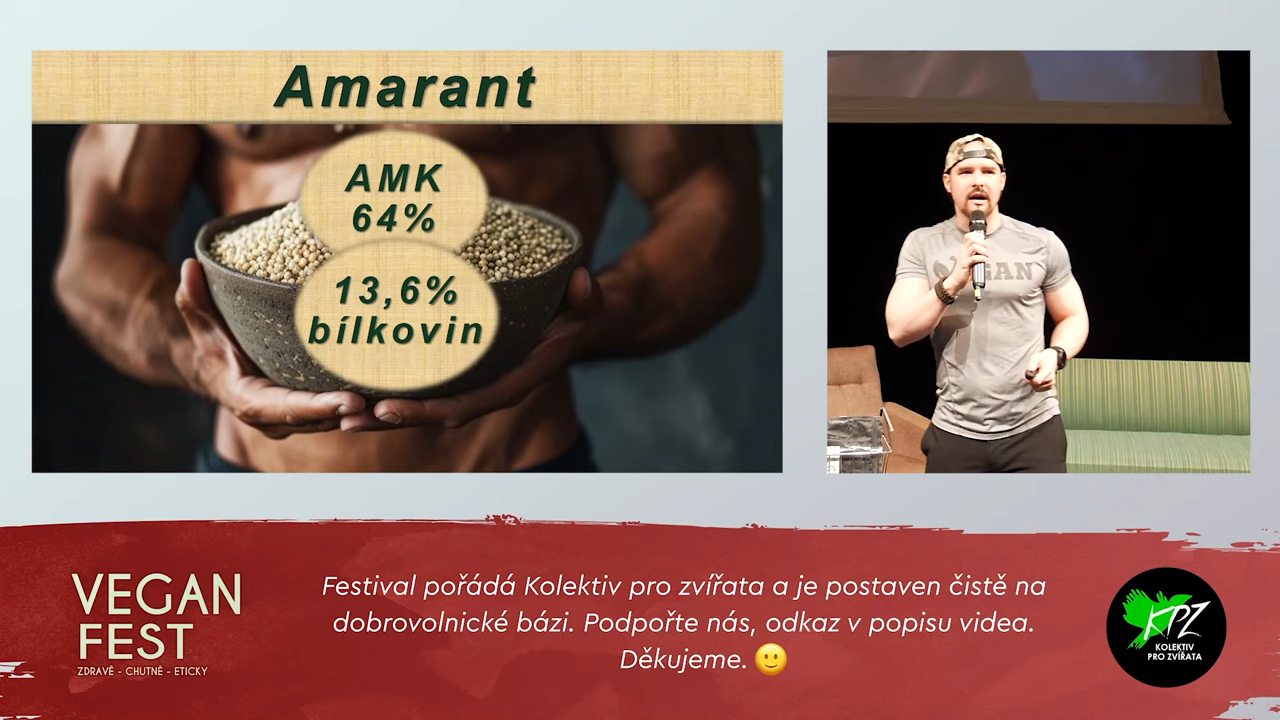 Amarant
AMK
64%
13,6%
bílkovin
GAN
VEGAN
FEST
ZDRAVĚ - CHUTNĚ - ETICKY
Festival pořádá Kolektiv pro zvířata a je postaven čistě na
dobrovolnické bázi. Podpořte nás, odkaz v popisu videa.
Děkujeme. 🙂
KPZ
KOLEKTIV
PRO ZVÍŘATA